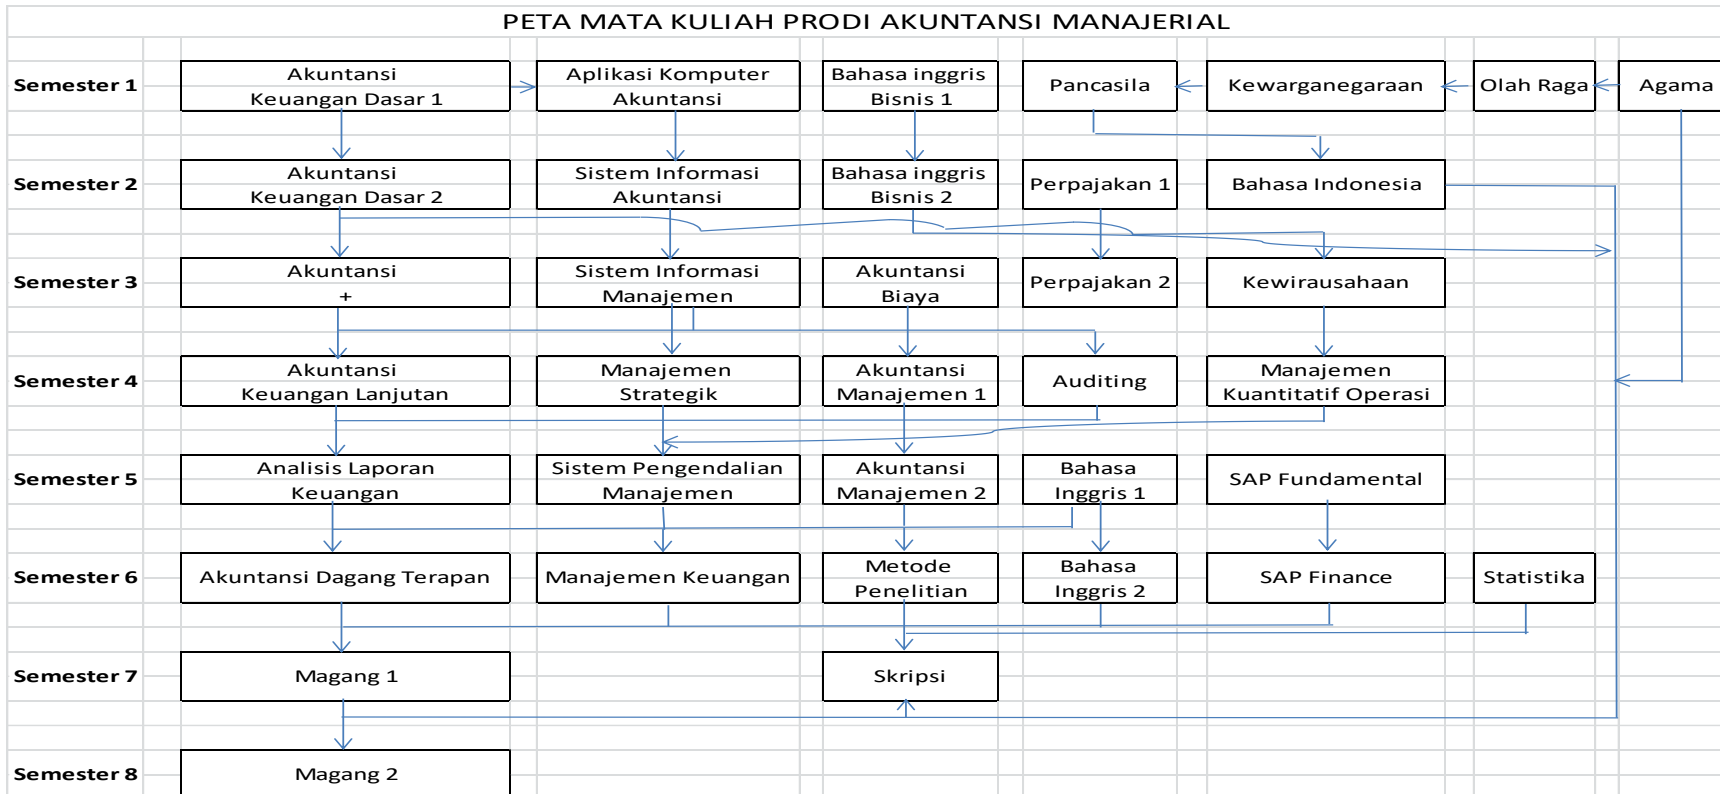 PETA MATA KULIAH PRODI AKUNTANSI MANAJERIAL
Semester 1
Akuntansi
Keuangan Dasar 1
Aplikasi Komputer
Akuntansi
Bahasa inggris
Bisnis 1
Pancasila
Kewarganegaraan
Olah Raga
Agama
Semester 2
Akuntansi
Keuangan Dasar 2
Sistem Informasi
Akuntansi
Bahasa inggris
Bisnis 2
Perpajakan 1
Bahasa Indonesia
Semester 3
Akuntansi
+
Sistem Informasi
Manajemen
Akuntansi
Biaya
Perpajakan 2
Kewirausahaan
Semester 4
Akuntansi
Keuangan Lanjutan
Manajemen
Strategik
Akuntansi
Manajemen 1
Auditing
Manajemen
Kuantitatif Operasi
Semester 5
Analisis Laporan
Keuangan
Sistem Pengendalian
Manajemen
Akuntansi
Manajemen 2
Bahasa
Inggris 1
SAP Fundamental
Semester 6
Akuntansi Dagang Terapan
Manajemen Keuangan
Metode
Penelitian
Bahasa
Inggris 2
SAP Finance
Statistika
Semester 7
Magang 1
Skripsi
Semester 8
Magang 2